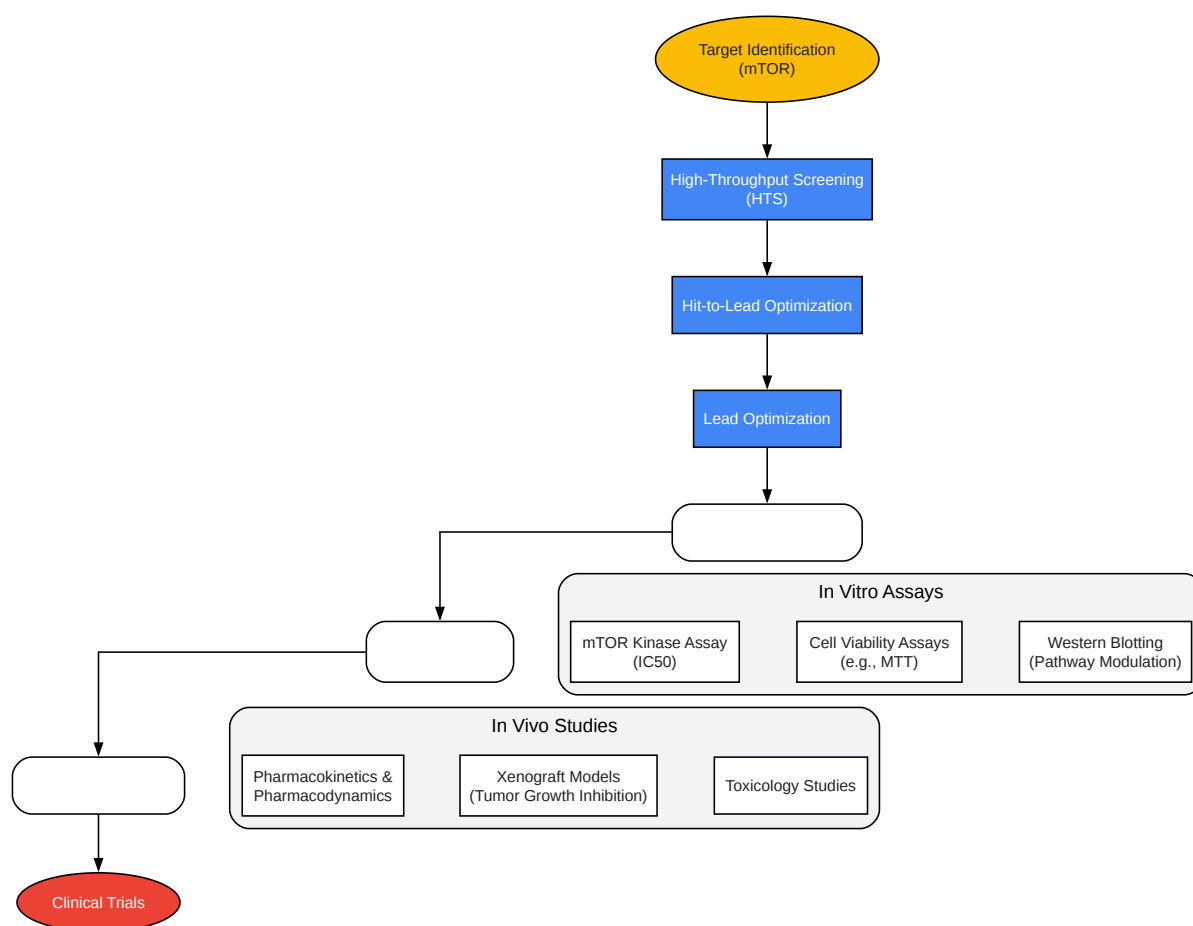 Target Identification
(mTOR)
High-Throughput Screening
(HTS)
Hit-to-Lead Optimization
Lead Optimization
In Vitro Assays
mTOR Kinase Assay
(IC50)
Cell Viability Assays
(e.g., MTT)
Western Blotting
(Pathway Modulation)
In Vivo Studies
Pharmacokinetics &
Pharmacodynamics
Xenograft Models
(Tumor Growth Inhibition)
Toxicology Studies
Clinical Trials